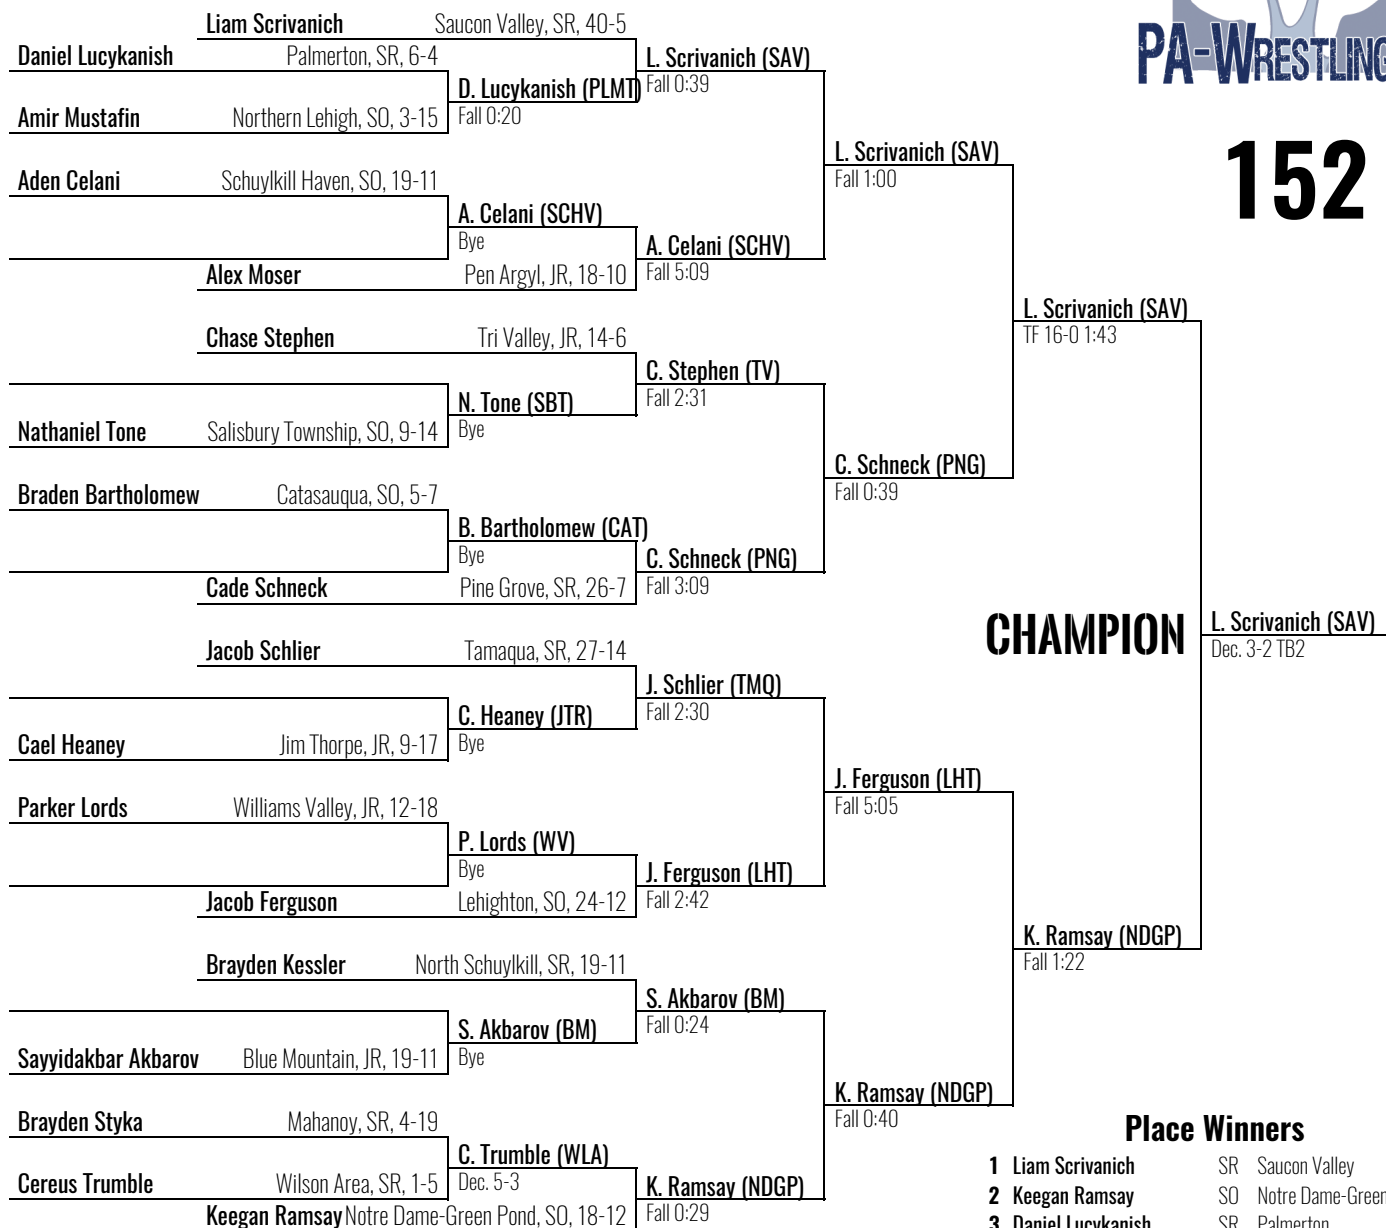 Liam Scrivanich Saucon Valley, SR, 40-5
PA-WRESTLING
Daniel Lucykanish Palmerton, SR, 6-4
L. Scrivanich (SAV)
Fall 0:39
D. Lucykanish (PLMT)
Fall 0:20
Amir Mustafin Northern Lehigh, SO, 3-15
152
L. Scrivanich (SAV)
Fall 1:00
Aden Celani Schuylkill Haven, SO, 19-11
A. Celani (SCHV)
Bye
A. Celani (SCHV)
Fall 5:09
Alex Moser Pen Argyl, JR, 18-10
L. Scrivanich (SAV)
TF 16-0 1:43
Chase Stephen Tri Valley, JR, 14-6
C. Stephen (TV)
Fall 2:31
N. Tone (SBT)
Bye
Nathaniel Tone Salisbury Township, SO, 9-14
C. Schneck (PNG)
Fall 0:39
Braden Bartholomew Catasauqua, SO, 5-7
B. Bartholomew (CAT)
Bye
C. Schneck (PNG)
Fall 3:09
Cade Schneck Pine Grove, SR, 26-7
CHAMPION
L. Scrivanich (SAV)
Dec. 3-2 TB2
Jacob Schlier Tamaqua, SR, 27-14
J. Schlier (TMQ)
Fall 2:30
C. Heaney (JTR)
Bye
Cael Heaney Jim Thorpe, JR, 9-17
J. Ferguson (LHT)
Fall 5:05
Parker Lords Williams Valley, JR, 12-18
P. Lords (WV)
Bye
J. Ferguson (LHT)
Fall 2:42
Jacob Ferguson Lehighton, SO, 24-12
K. Ramsay (NDGP)
Fall 1:22
Brayden Kessler North Schuylkill, SR, 19-11
S. Akbarov (BM)
Fall 0:24
S. Akbarov (BM)
Bye
Sayyidakbar Akbarov Blue Mountain, JR, 19-11
K. Ramsay (NDGP)
Fall 0:40
Brayden Styka Mahanoy, SR, 4-19
C. Trumble (WLA)
Dec. 5-3
Cereus Trumble Wilson Area, SR, 1-5
K. Ramsay (NDGP)
Fall 0:29
Keegan Ramsay Notre Dame-Green Pond, SO, 18-12
Place Winners
1 Liam Scrivanich SR Saucon Valley
2 Keegan Ramsay SO Notre Dame-Green
3 Daniel Lucykanish SR Palmerton